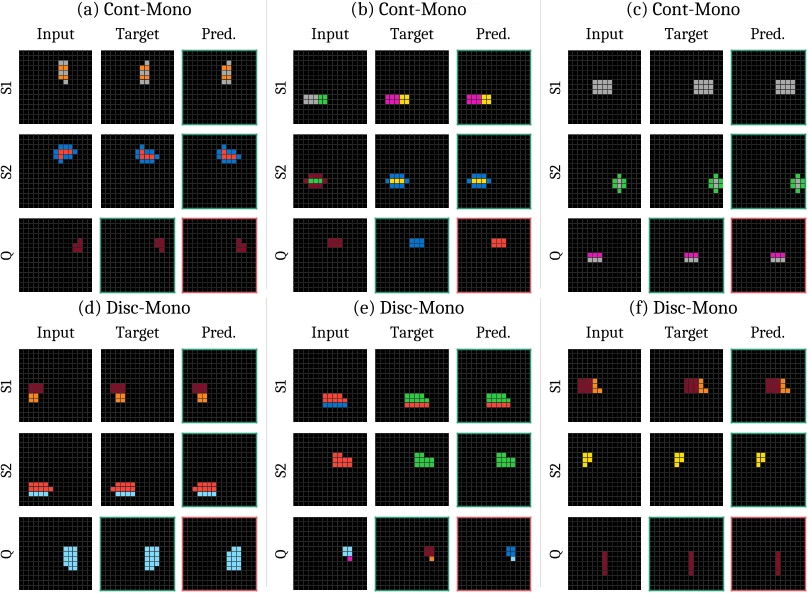 (a) Cont-Mono
(b) Cont-Mono
(c) Cont-Mono
Input Target Pred.
Input Target Pred.
Input Target Pred.
S1
S1
S1
S2
S2
S2
Q
Q
Q
(d) Disc-Mono
(e) Disc-Mono
(f) Disc-Mono
Input Target Pred.
Input Target Pred.
Input Target Pred.
S1
S1
S1
S2
S2
S2
Q
Q
Q